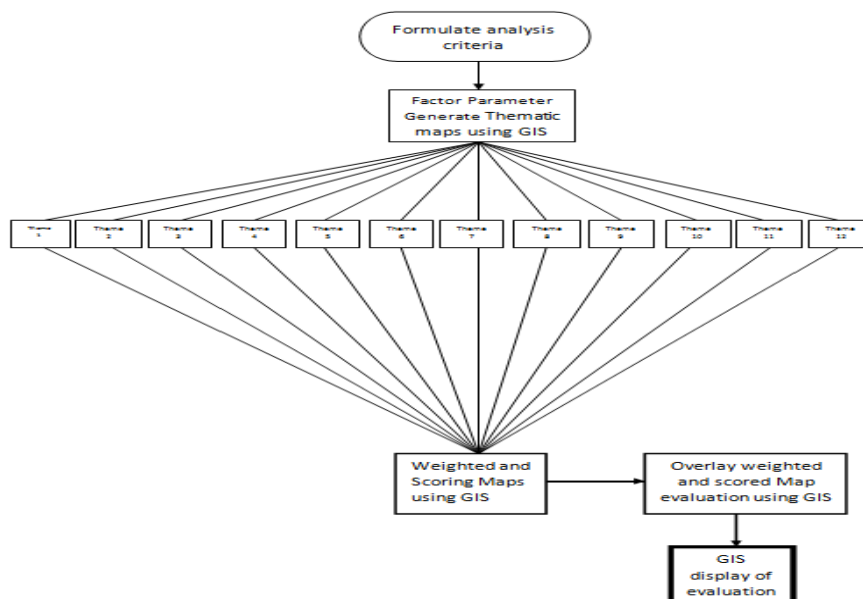 Formulate analysis
criteria
Factor Parameter
Generate Thematic
maps using GIS
Theme
1
Theme
2
Theme
3
Theme
4
Theme
5
Theme
6
Theme
7
Theme
8
Theme
9
Theme
10
Theme
11
Theme
12
Weighted and
Scoring Maps
using GIS
Overlay weighted
and scored Map
evaluation using GIS
GIS
display of
evaluation